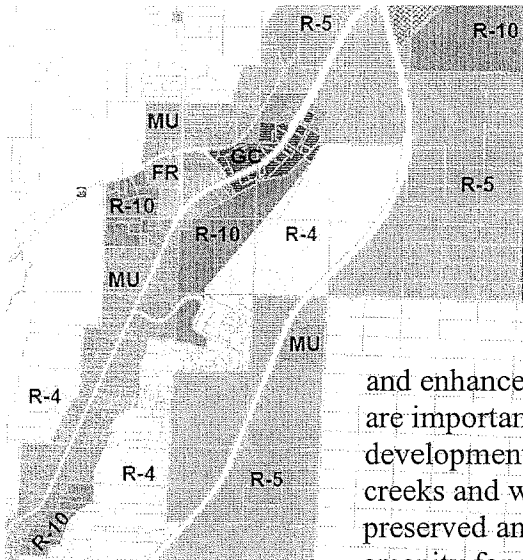 R-5
R-10
MU
GC
FR
R-5
R-10
R-10
R-4
MU
MU
R-4
R-4
R-5
R-10
and enhance
are importan
development
creeks and w
preserved an